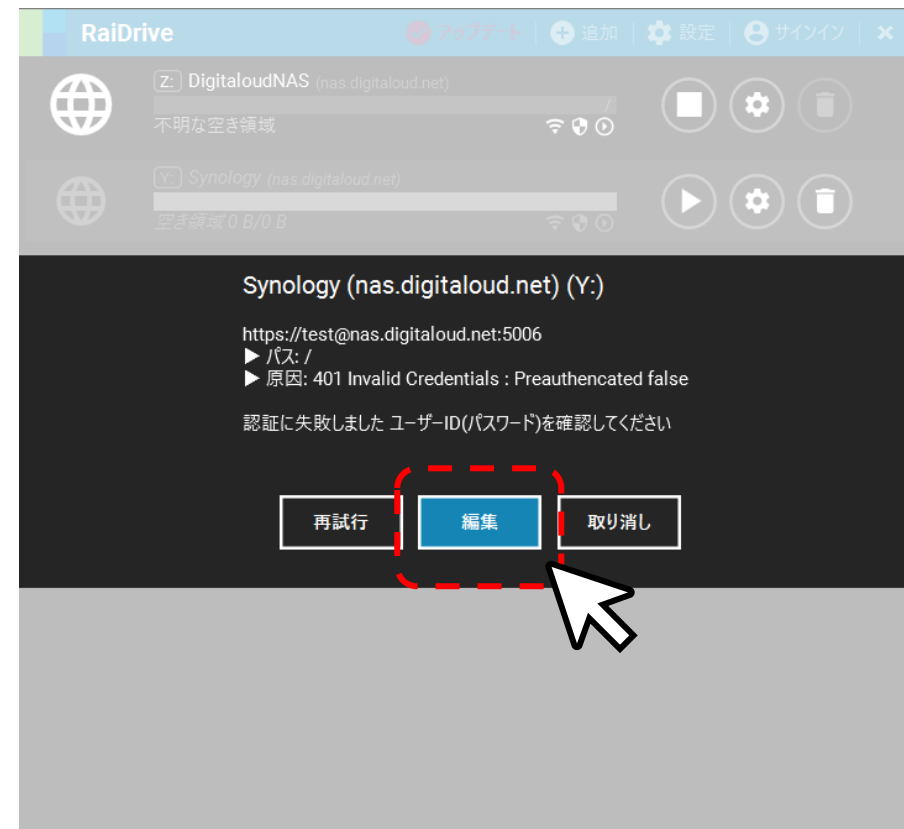 RaiDrive アップデート 追加 設定 サインイン
Z: DigitaloudNAS (nas.digitaloud.net)
/
不明な空き領域
Y: Synology (nas.digitaloud.net)
空き領域 0 B/0 B
Synology (nas.digitaloud.net) (Y:)
https://test@nas.digitaloud.net:5006
▶ パス: /
▶ 原因: 401 Invalid Credentials : Preauthencated false
認証に失敗しました ユーザーID(パスワード)を確認してください
再試行 編集 取り消し